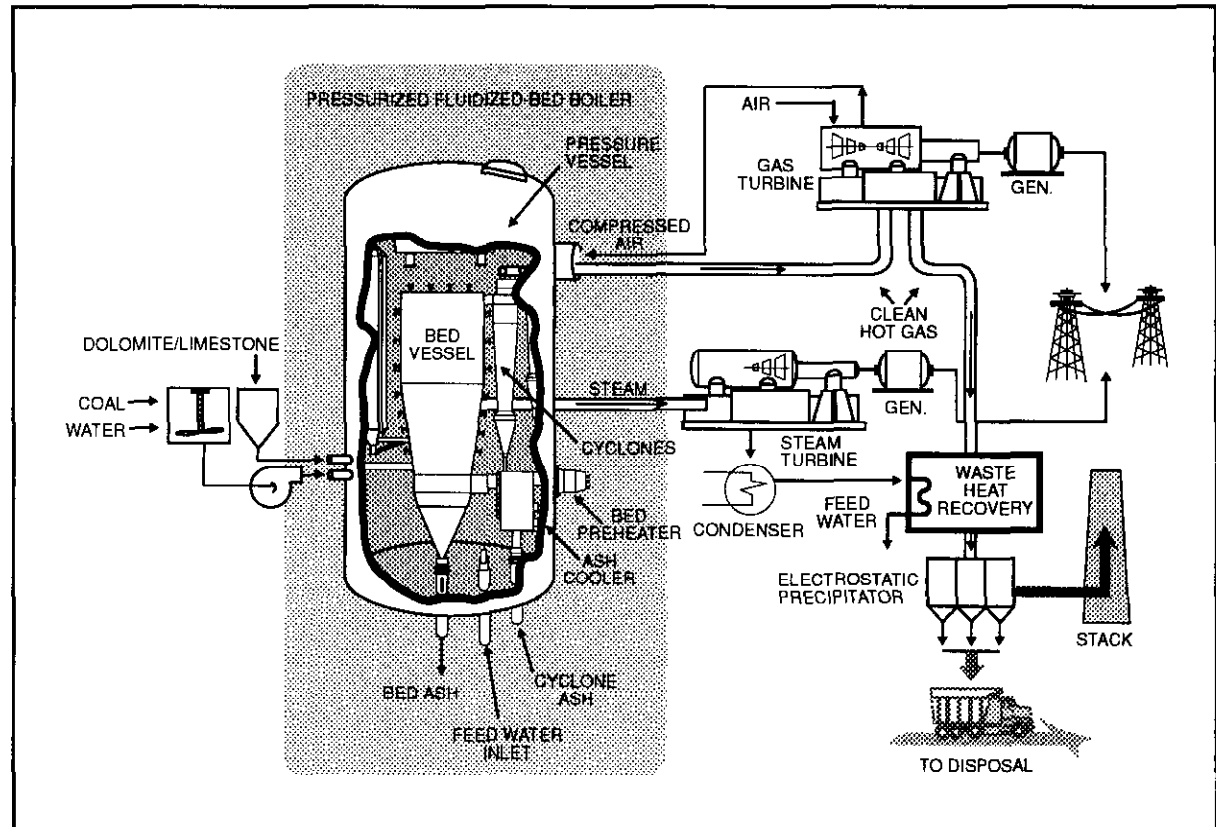 PRESSURIZED FLUIDIZED-BED BOILER
PRESSURE
VESSEL
COMPRESSED
AIR
AIR
GAS
TURBINE
GEN.
CLEAN
HOT GAS
DOLOMITE/LIMESTONE
COAL
WATER
BED
VESSEL
STEAM
CYCLONES
GEN.
STEAM
TURBINE
CONDENSER
FEED
WATER
WASTE
HEAT
RECOVERY
BED
PREHEATER
ASH
COOLER
ELECTROSTATIC
PRECIPITATOR
STACK
BED ASH
CYCLONE
ASH
FEED WATER
INLET
TO DISPOSAL